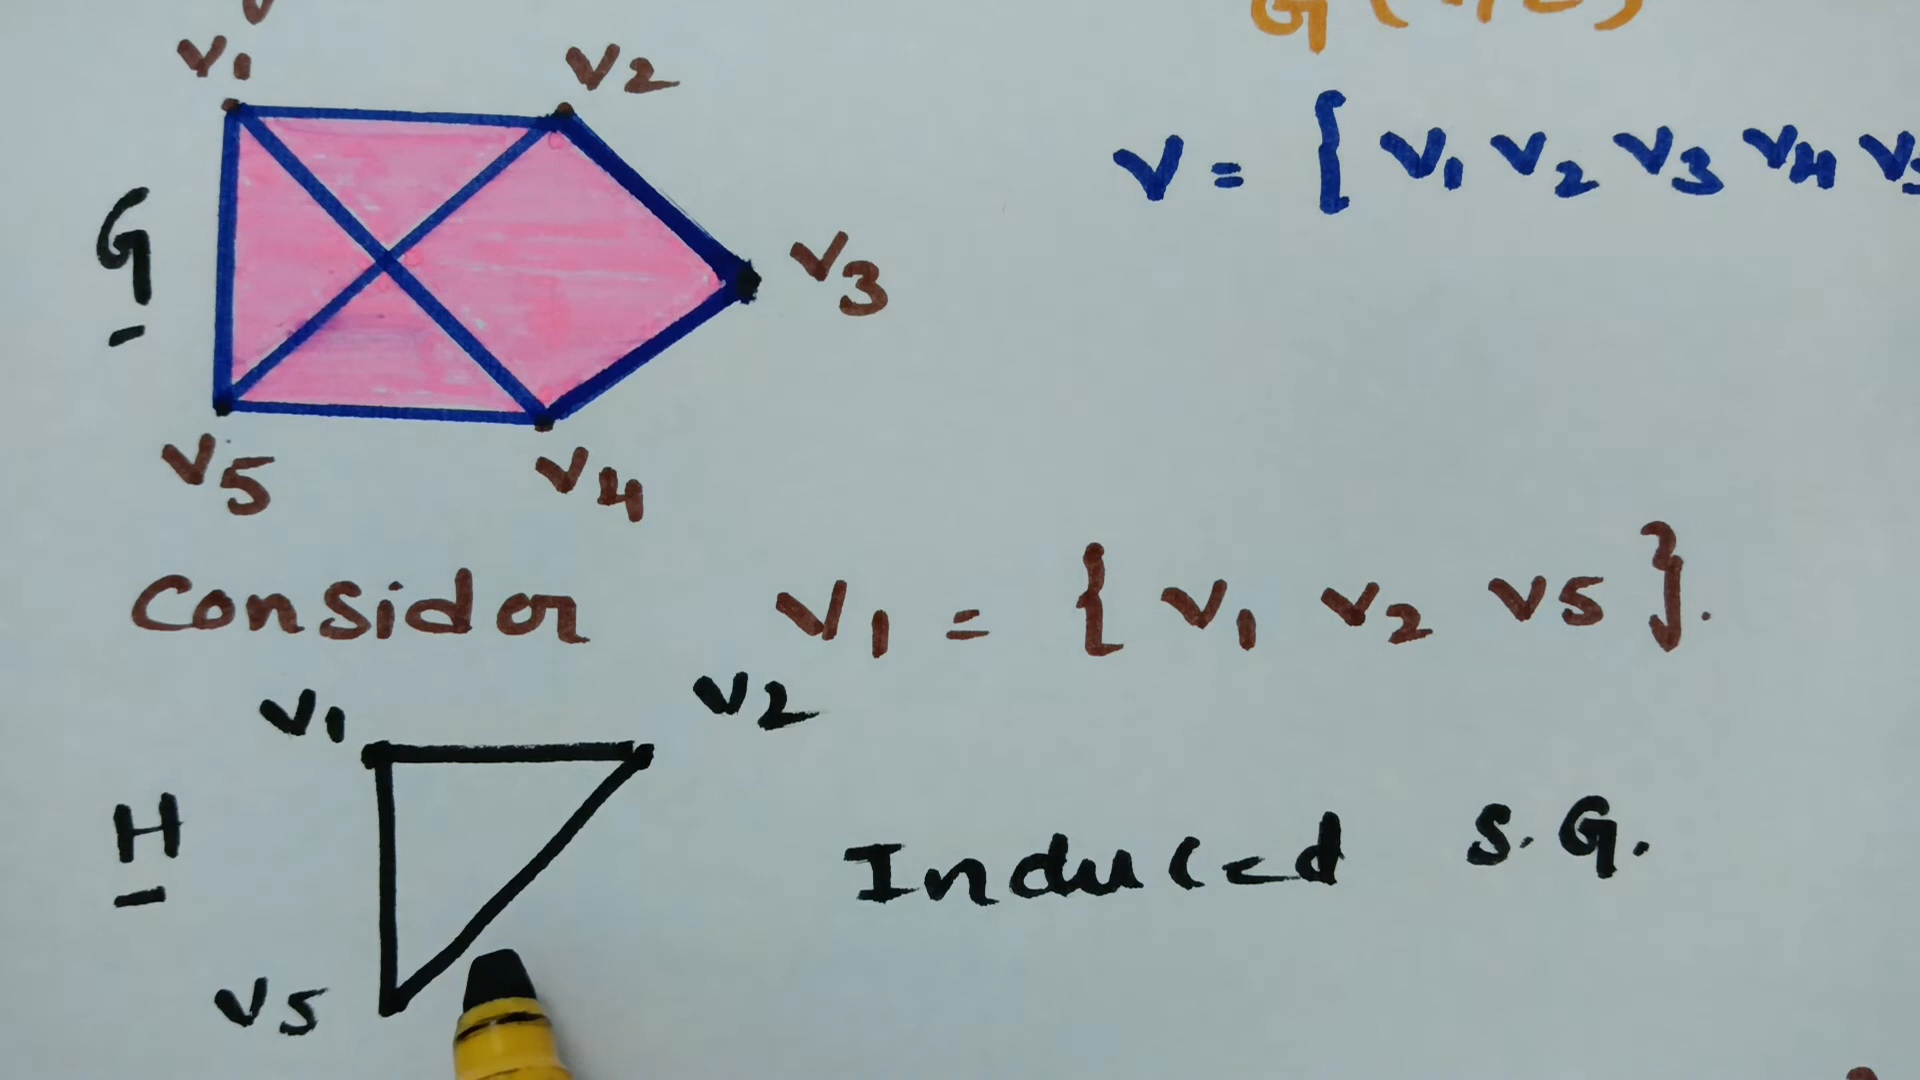 v1 v2
V = { v1 v2 v3 v4
G
v3
v5 v4
Consider V1 = { v1 v2 v5 }.
v1 v2
H
Induced S.G.
v5